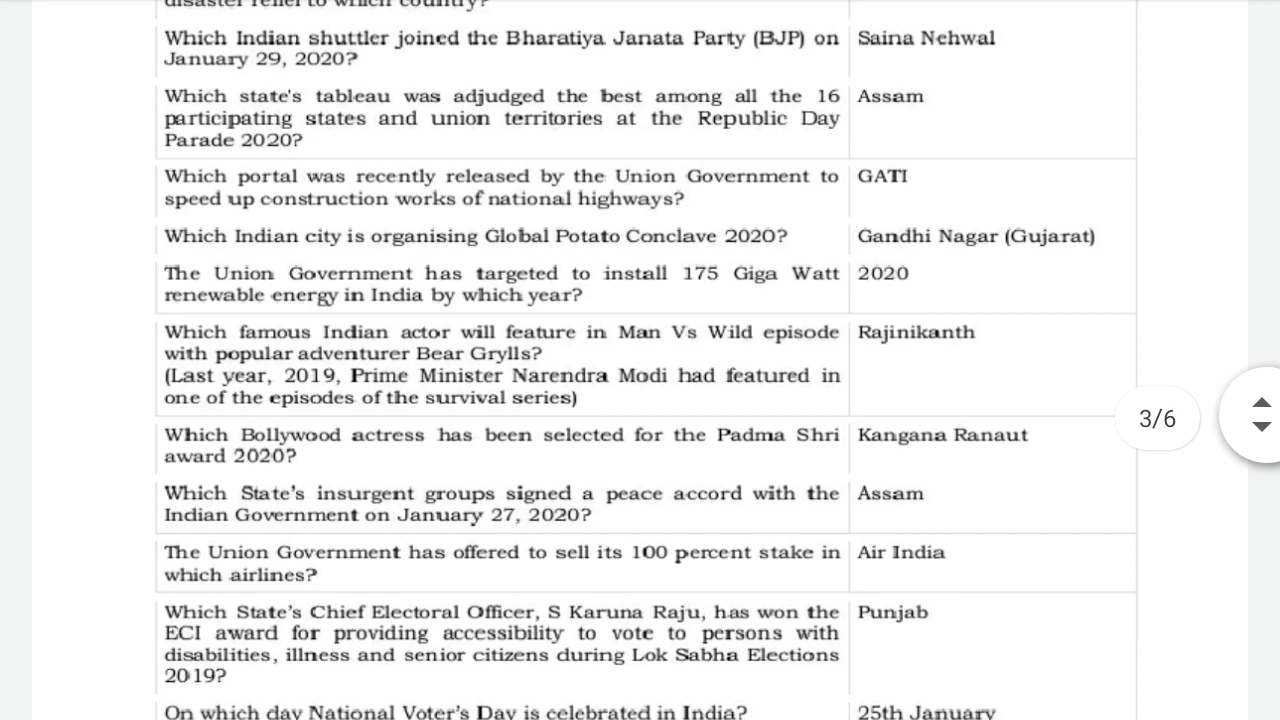 disaster relief to which country?
Which Indian shuttler joined the Bharatiya Janata Party (BJP) on
January 29, 2020?
Saina Nehwal
Which state's tableau was adjudged the best among all the 16
participating states and union territories at the Republic Day
Parade 2020?
Assam
Which portal was recently released by the Union Government to
speed up construction works of national highways?
GATI
Which Indian city is organising Global Potato Conclave 2020?
Gandhi Nagar (Gujarat)
The Union Government has targeted to install 175 Giga Watt
renewable energy in India by which year?
2020
Which famous Indian actor will feature in Man Vs Wild episode
with popular adventurer Bear Grylls?
(Last year, 2019, Prime Minister Narendra Modi had featured in
one of the episodes of the survival series)
Rajinikanth
Which Bollywood actress has been selected for the Padma Shri
award 2020?
Kangana Ranaut
Which State's insurgent groups signed a peace accord with the
Indian Government on January 27, 2020?
Assam
The Union Government has offered to sell its 100 percent stake in
which airlines?
Air India
Which State's Chief Electoral Officer, S Karuna Raju, has won the
ECI award for providing accessibility to vote to persons with
disabilities, illness and senior citizens during Lok Sabha Elections
2019?
Punjab
On which day National Voter's Day is celebrated in India?
25th January
3/6